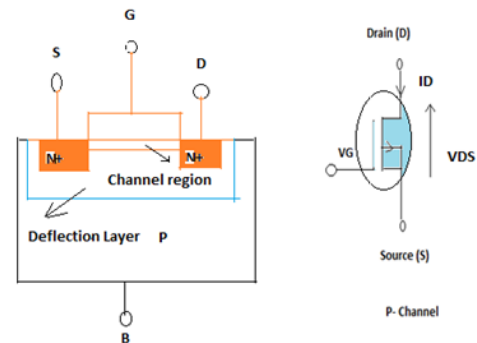 G
S
D
N+
N+
Channel region
Deflection Layer P
B
Drain (D)
ID
VG
VDS
Source (S)
P- Channel